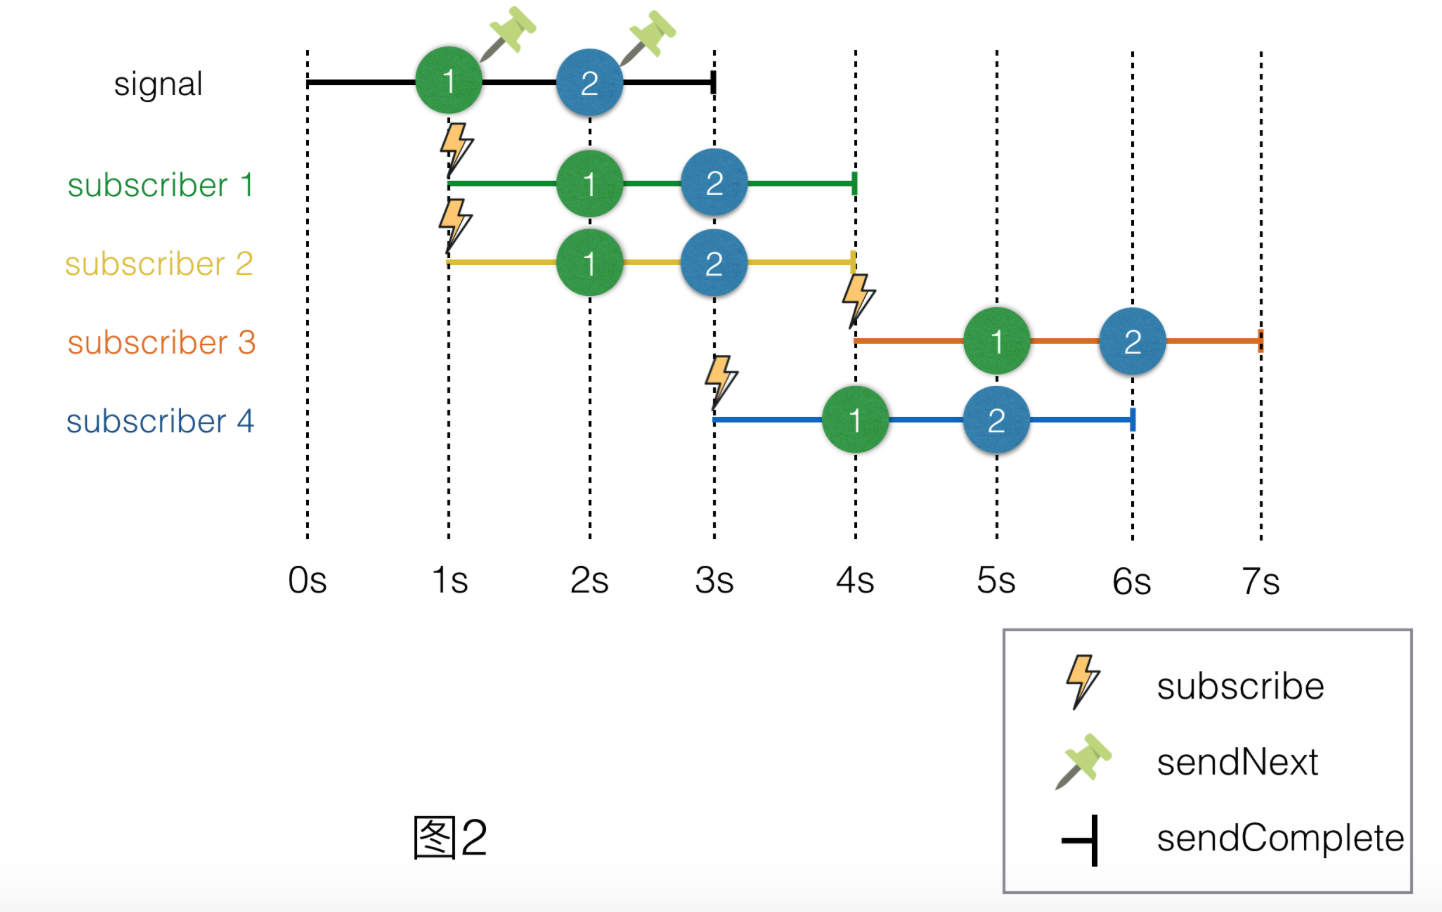 signal
1
2
subscriber 1
1
2
subscriber 2
1
2
subscriber 3
1
2
subscriber 4
1
2
0s 1s 2s 3s 4s 5s 6s 7s
subscribe
sendNext
sendComplete
图2